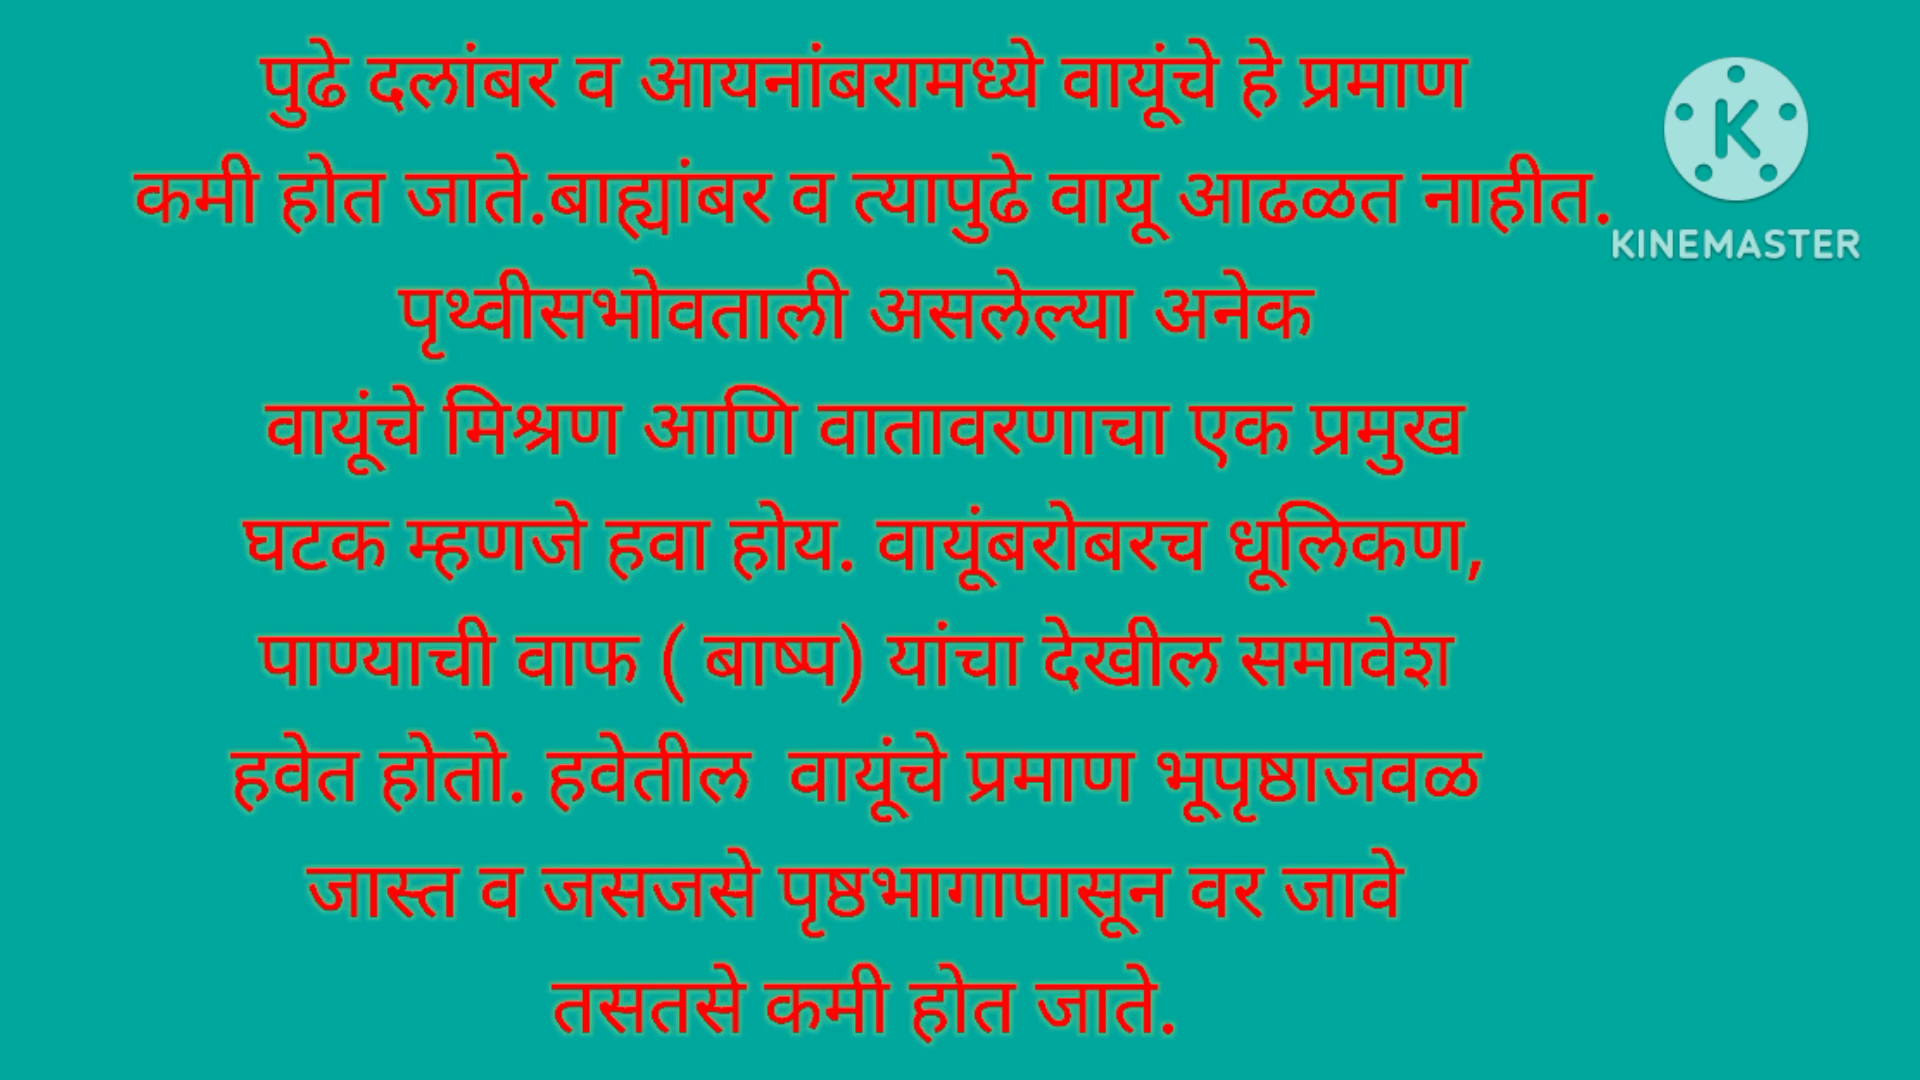 पुढे दलांबर व आयनांबरामध्ये वायूंचे हे प्रमाण
कमी होत जाते.बाह्यांबर व त्यापुढे वायू आढळत नाहीत.
पृथ्वीसभोवताली असलेल्या अनेक
वायूंचे मिश्रण आणि वातावरणाचा एक प्रमुख
घटक म्हणजे हवा होय. वायूंबरोबरच धूलिकण,
पाण्याची वाफ ( बाष्प) यांचा देखील समावेश
हवेत होतो. हवेतील  वायूंचे प्रमाण भूपृष्ठाजवळ
जास्त व जसजसे पृष्ठभागापासून वर जावे
तसतसे कमी होत जाते.
K
KINEMASTER